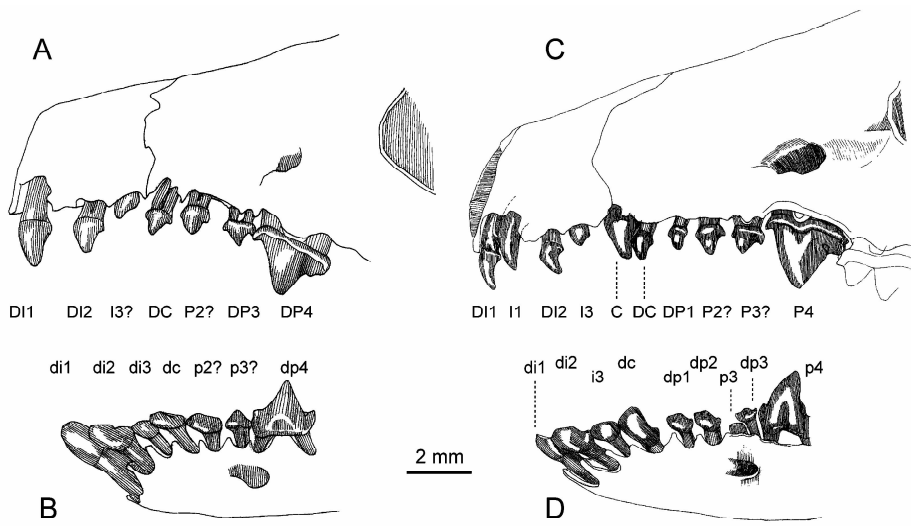 A
C
DI1 DI2 I3? DC P2? DP3 DP4
DI1 I1 DI2 I3 C DC DP1 P2? P3? P4
di1 di2 di3 dc p2? p3? dp4
di1 di2 i3 dc dp1 dp2 p3 dp3 p4
2 mm
B
D